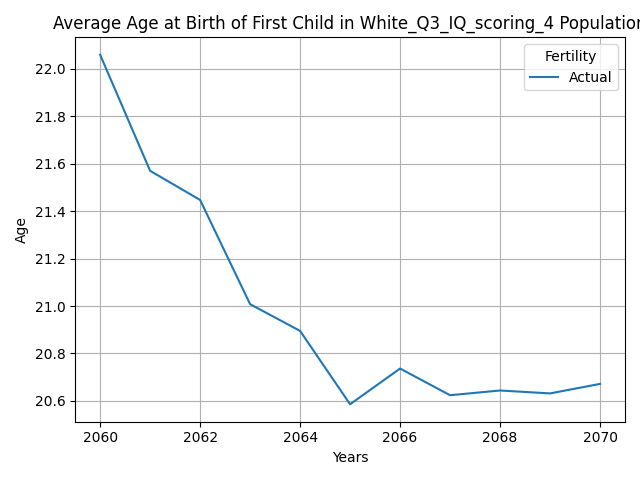 Average Age at Birth of First Child in White_Q3_IQ_scoring_4 Population
Fertility
Actual
22.0
21.8
21.6
21.4
21.2
21.0
20.8
20.6
Age
2060
2062
2064
2066
2068
2070
Years